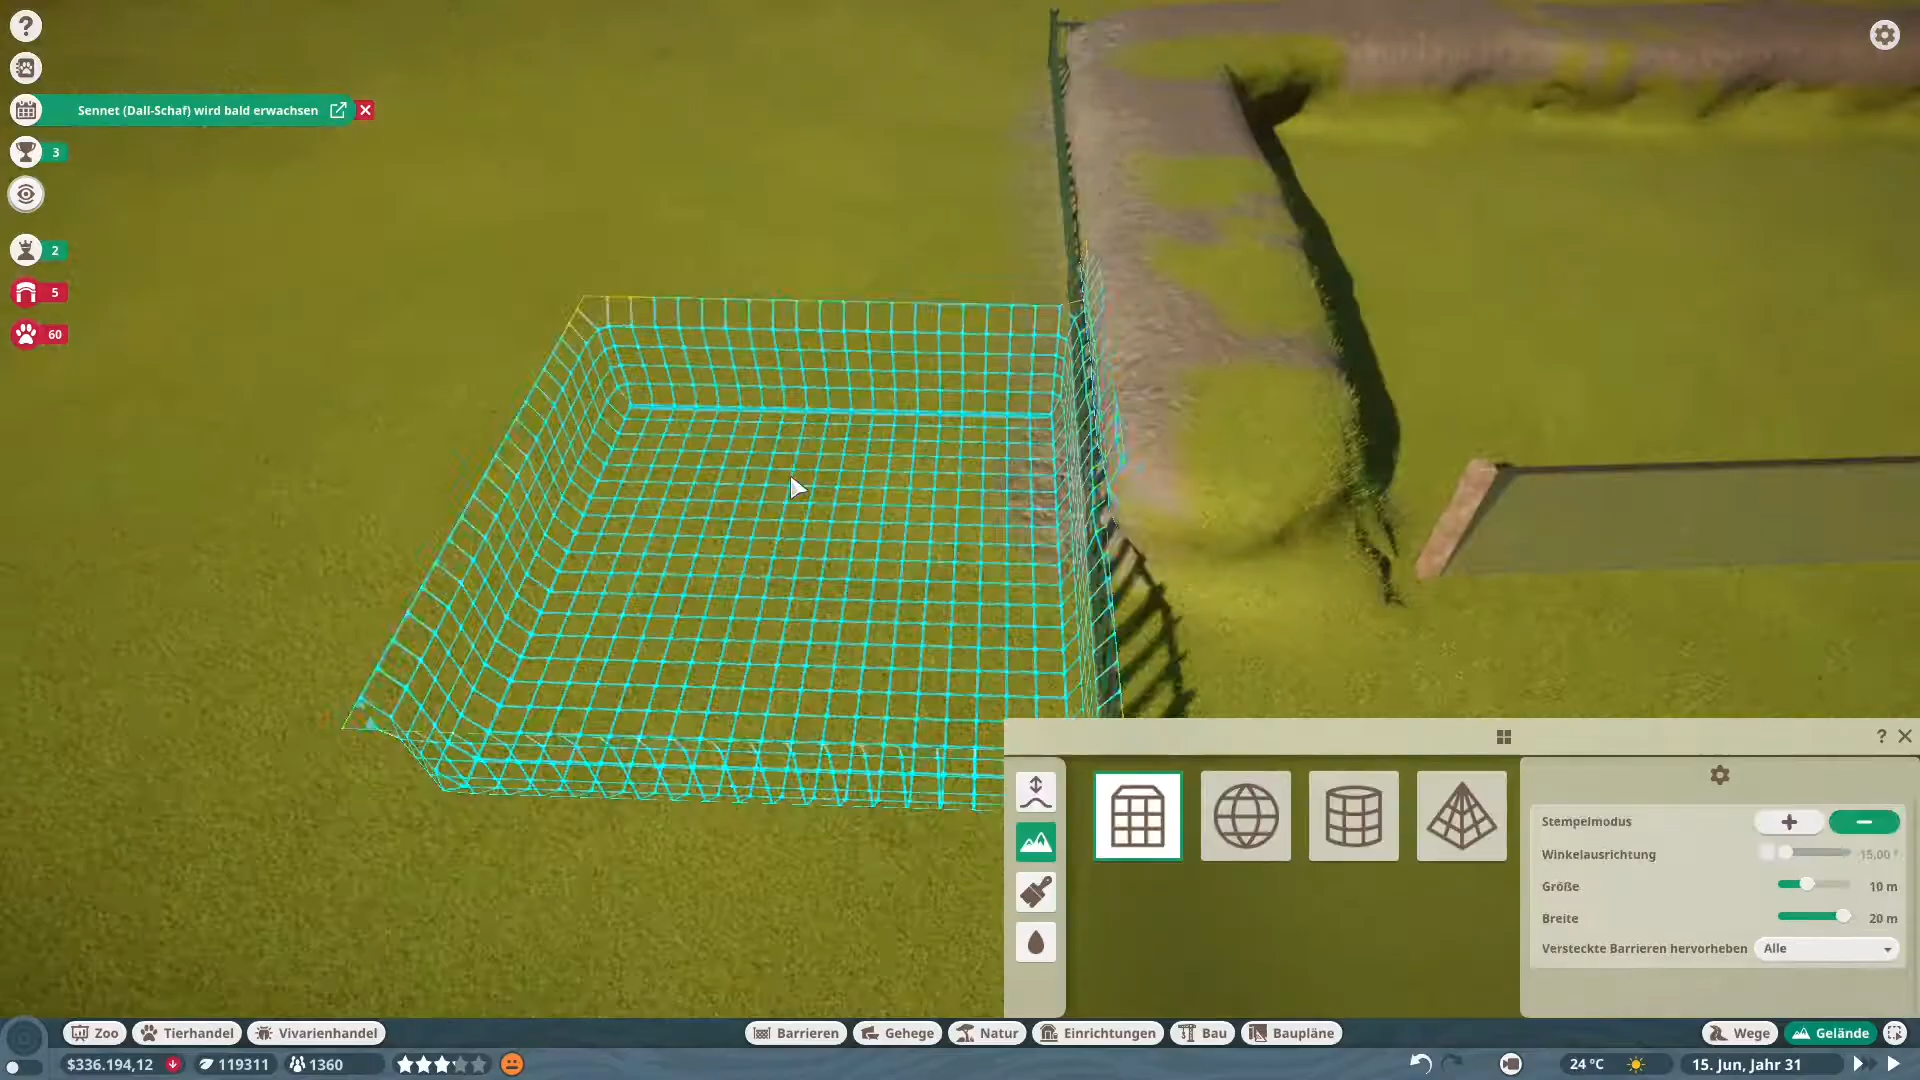 ?
Sennet (Dall-Schaf) wird bald erwachsen
3
2
5
60
?
Stempelmodus
Winkelausrichtung 15,00 °
Größe 10 m
Breite 20 m
Versteckte Barrieren hervorheben Alle
Zoo Tierhandel Vivarienhandel Barrieren Gehege Natur Einrichtungen Bau Baupläne Wege Gelände
$336.194,12 119311 1360 24 °C 15. Jun, Jahr 31